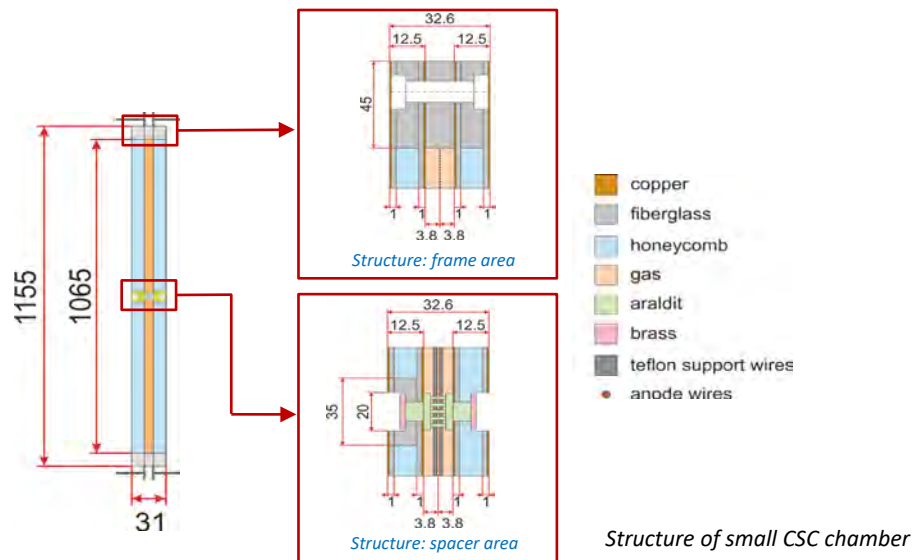 32.6
12.5 12.5
45
1 1 1 1
3.8 3.8
Structure: frame area
1155
1065
31
32.6
12.5 12.5
35
20
1 1 1 1
3.8 3.8
Structure: spacer area
copper
fiberglass
honeycomb
gas
araldit
brass
teflon support wires
anode wires
Structure of small CSC chamber